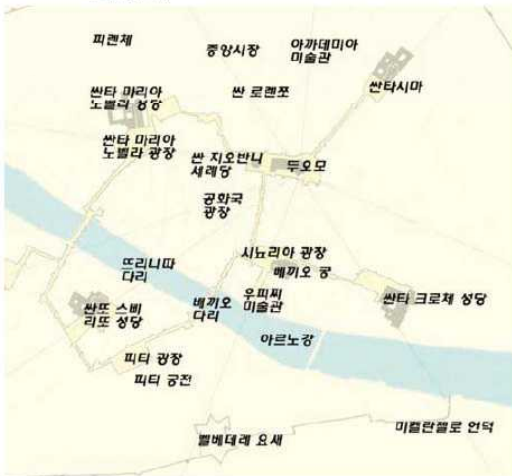 피렌체
중앙시장
아까데미아
미술관
싼타 마리아
노벨라 성당
싼 로렌쪼
싼타시마
싼타 마리아
노벨라 광장
싼 지오반니
세례당
두오모
공화국
광장
시뇨리아 광장
베끼오 궁
뜨리니따
다리
베끼오
다리
우피찌
미술관
싼또 스삐
리또 성당
싼타 크로체 성당
아르노강
피티 광장
피티 궁전
벨베데레 요새
미켈란젤로 언덕